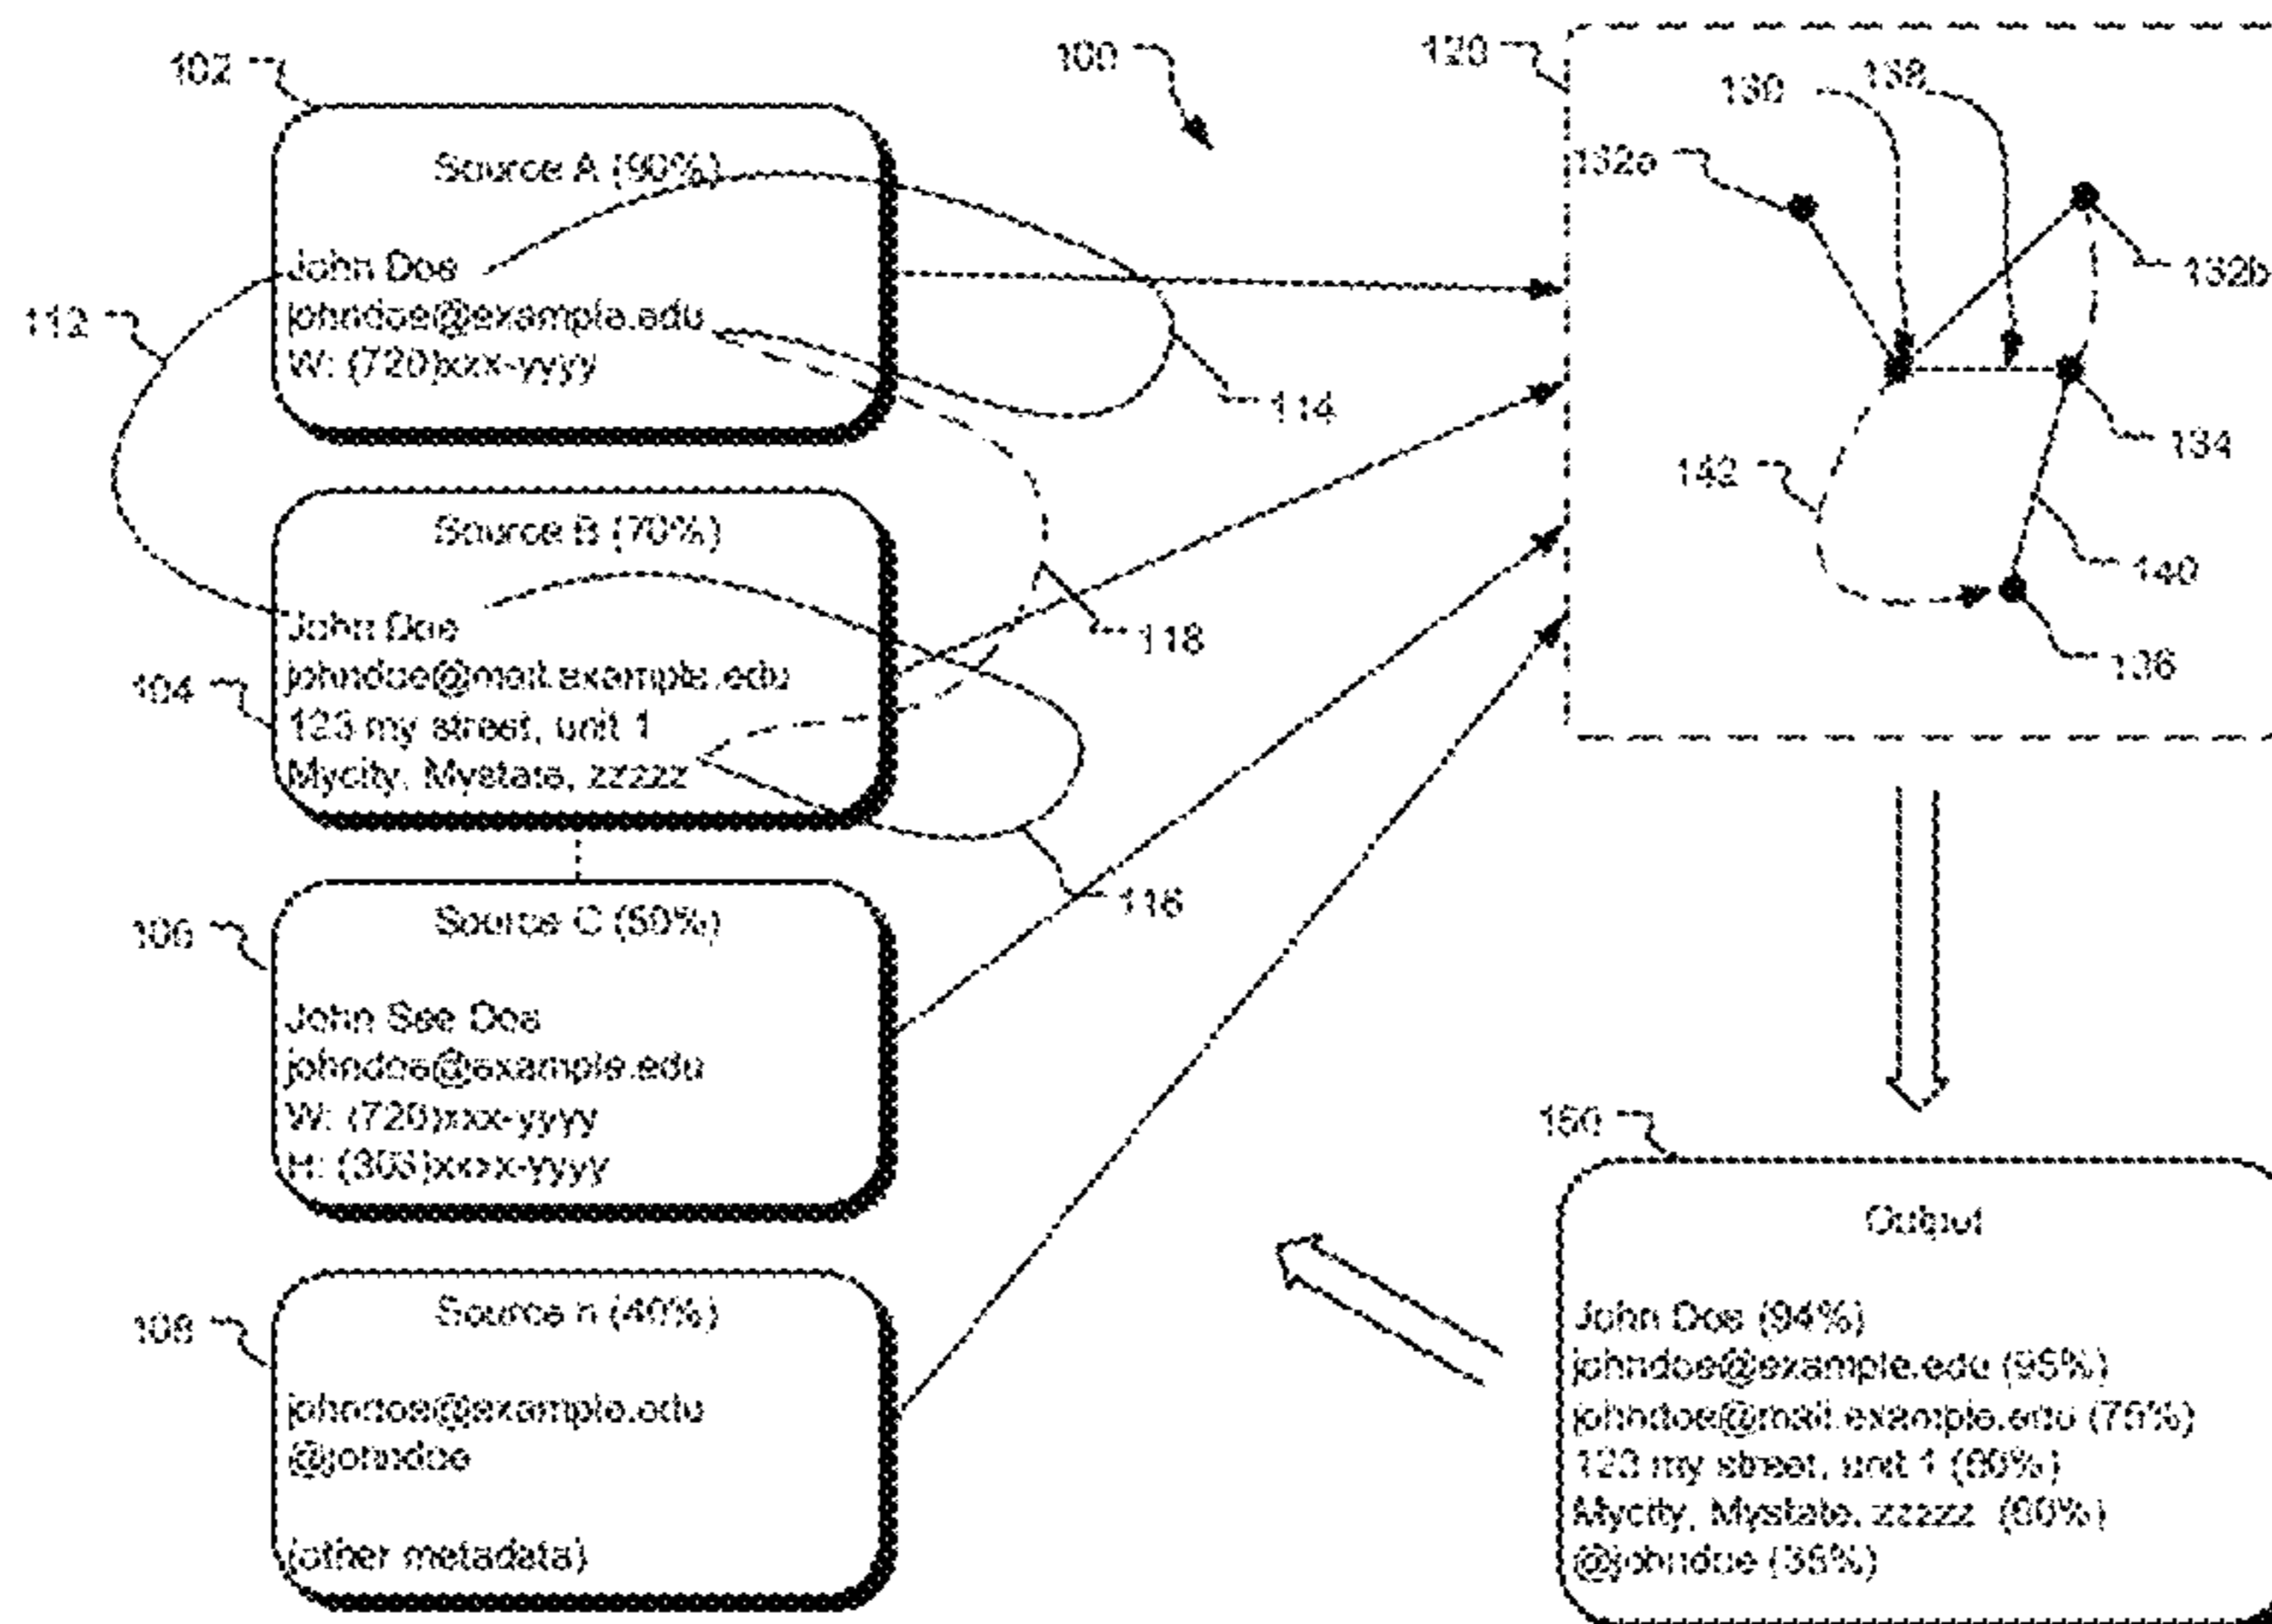 102
100
120
130
138
Source A (90%)
132a
John Doe
132b
112
johndoe@example.edu
W: (720)xxx-yyyy
114
134
142
Source B (70%)
140
John Doe
118
136
104
johndoe@mail.example.edu
123 my street, unit 1
Mycity, Mystate, zzzzz
116
106
Source C (50%)
John See Doe
johndoe@example.edu
W: (720)xxx-yyyy
H: (303)xxxx-yyyy
150
Output
108
Source n (40%)
John Doe (94%)
johndoe@example.edu (95%)
johndoe@example.edu
johndoe@mail.example.edu (75%)
@johndoe
123 my street, unit 1 (60%)
Mycity, Mystate, zzzzz (60%)
(other metadata)
@johndoe (35%)